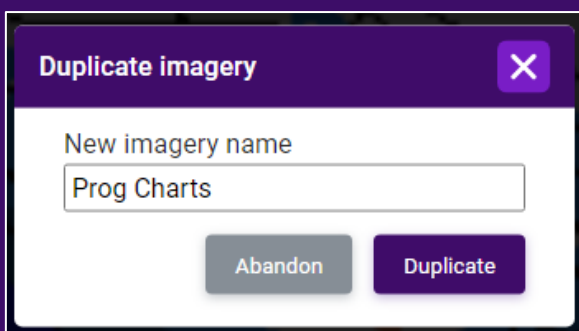 Duplicate imagery
New imagery name
Prog Charts
Abandon Duplicate